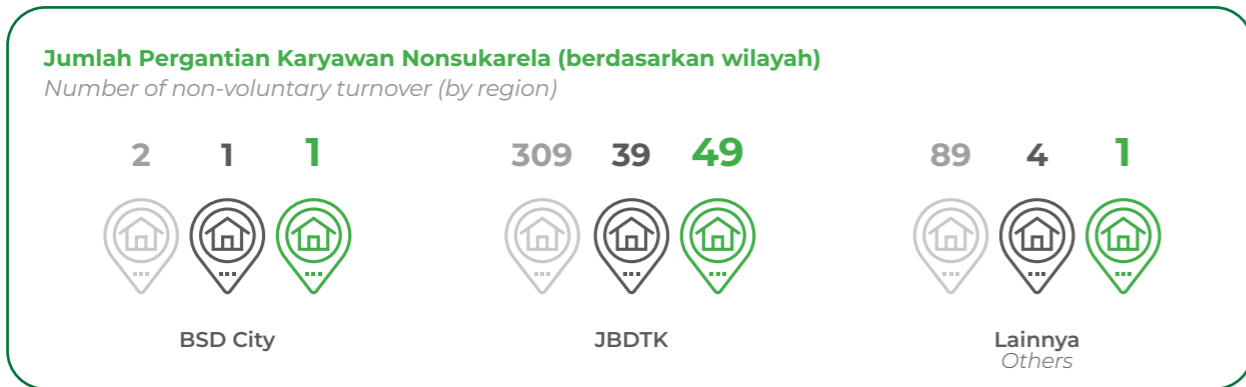 Jumlah Pergantian Karyawan Nonsukarela (berdasarkan wilayah)
Number of non-voluntary turnover (by region)
2 1 1
309 39 49
89 4 1
BSD City
JBDTK
Lainnya
Others